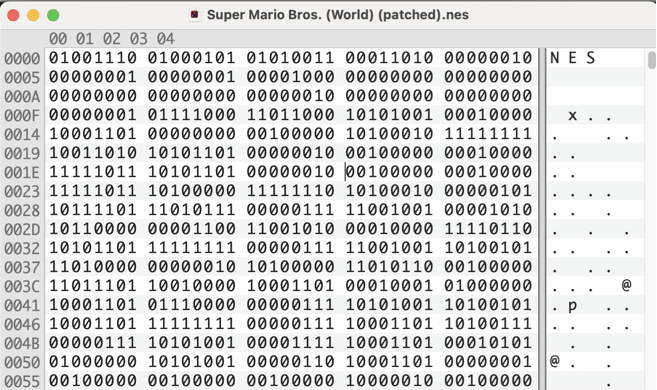 Super Mario Bros. (World) (patched).nes
00 01 02 03 04
0000 01001110 01000101 01010011 00011010 00000010 N E S
0005 00000001 00000001 00001000 00000000 00000000
000A 00000000 00000000 00000010 00000000 00000000
000F 00000001 01111000 11011000 10101001 00010000 x . .
0014 10001101 00000000 00100000 10100010 11111111 . . .
0019 10011010 10101101 00000010 00100000 00010000 . .
001E 11111011 10101101 00000010 00100000 00010000 . .
0023 11111011 10100000 11111110 10100010 00000101 . . . .
0028 10111101 11010111 00000111 11001001 00001010 . . .
002D 10110000 00001100 11001010 00010000 11110110 . . .
0032 10101101 11111111 00000111 11001001 10100101 . . . .
0037 11010000 00000010 10100000 11010110 00100000 . . .
003C 11011101 10010000 10001101 00010001 01000000 . . . @
0041 10001101 01110000 00000111 10101001 10100101 . p . .
0046 10001101 11111111 00000111 10001101 10100111 . . . .
004B 00000111 10101001 00001111 10001101 00010101 . .
0050 01000000 10101001 00000110 10001101 00000001 @ . .
0055 00100000 00100000 00100000 10000010 00100000 .